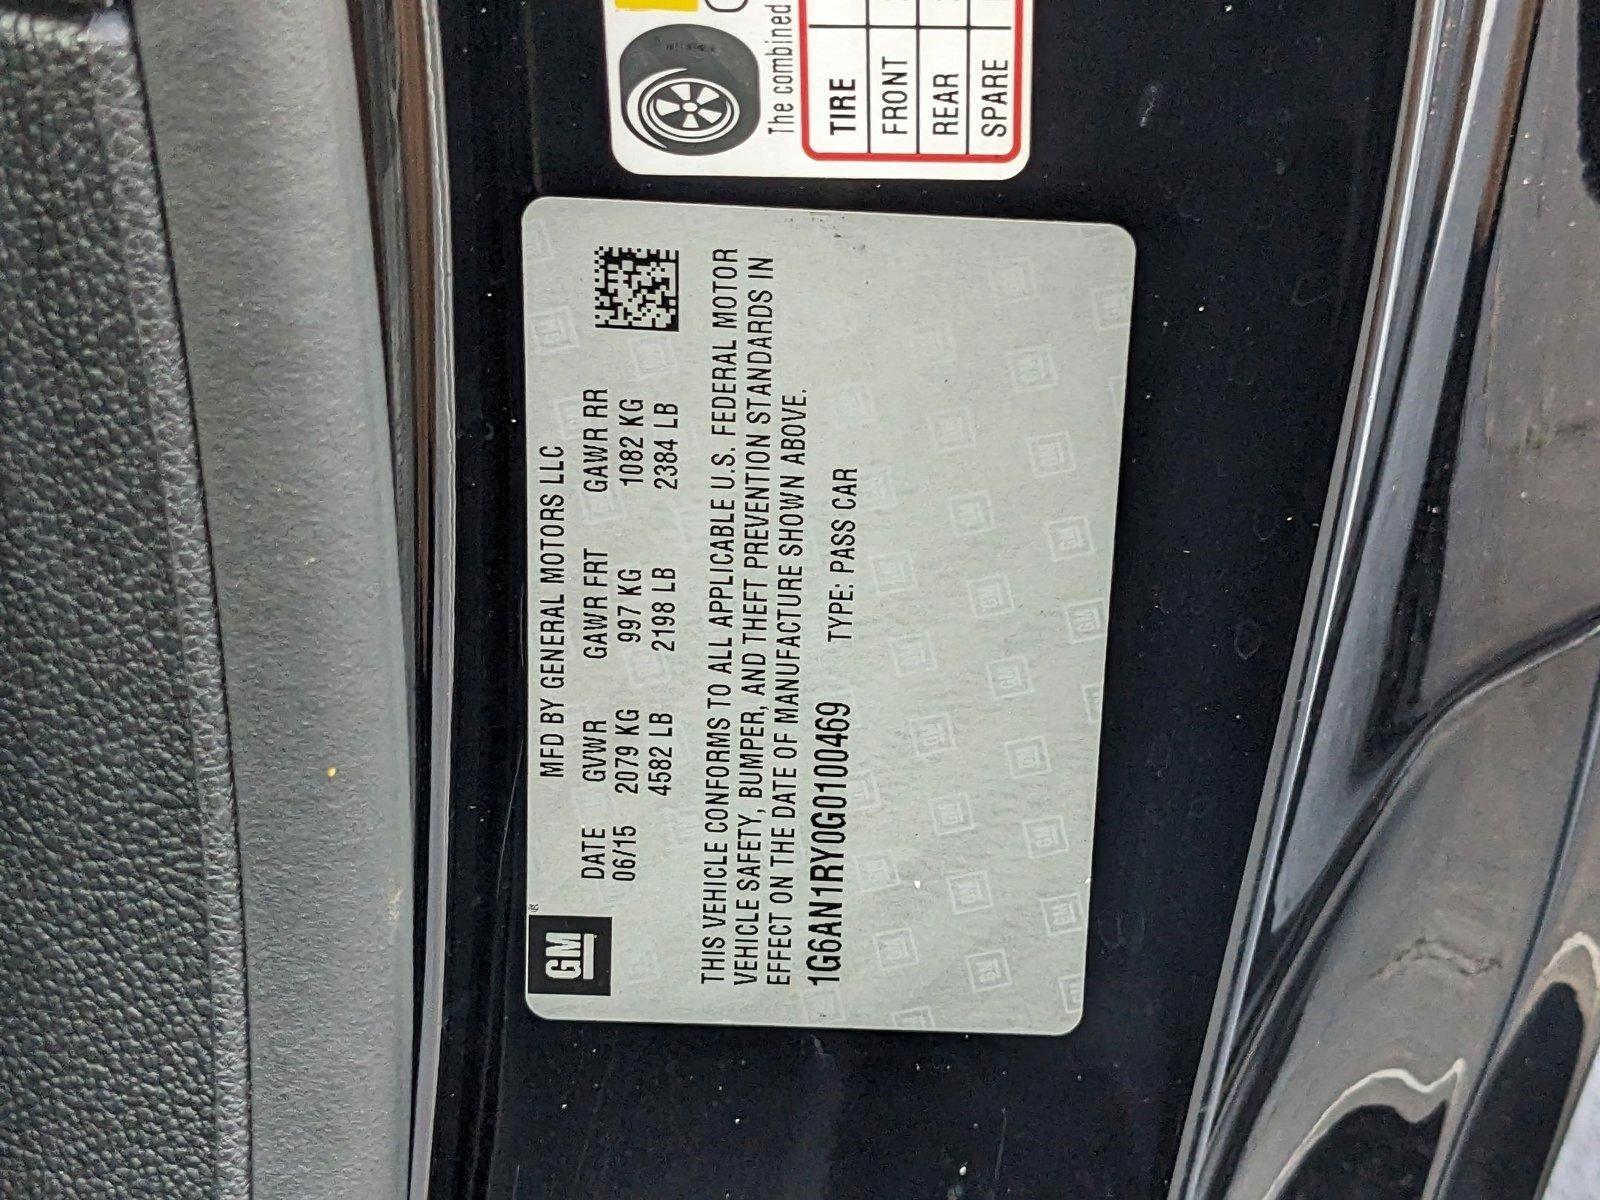 GM
MFD BY GENERAL MOTORS LLC
DATE GVWR GAWR FRT GAWR RR
06/15 2079 KG 997 KG 1082 KG
4582 LB 2198 LB 2384 LB
THIS VEHICLE CONFORMS TO ALL APPLICABLE U.S. FEDERAL MOTOR
VEHICLE SAFETY, BUMPER, AND THEFT PREVENTION STANDARDS IN
EFFECT ON THE DATE OF MANUFACTURE SHOWN ABOVE.
1G6AN1RY0G0100469 TYPE: PASS CAR
The combined
TIRE
FRONT
REAR
SPARE